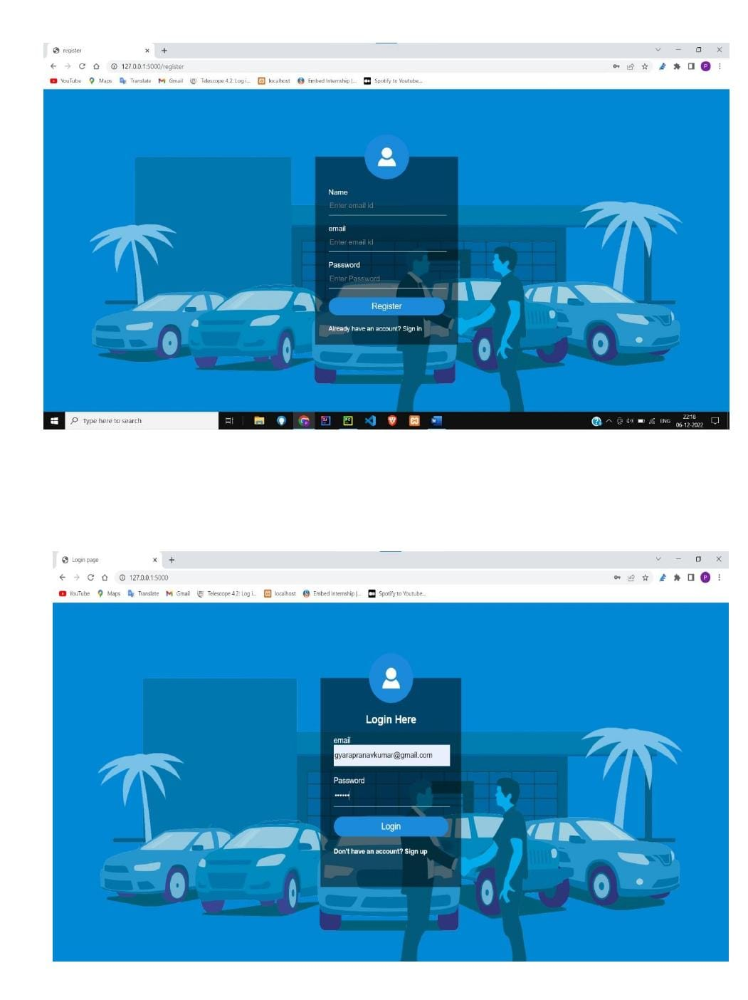 register
127.0.0.1:5000/register
YouTube Maps Translate Gmail Telescope 4.2: Log i... localhost Embed Internship |... Spotify to Youtube...
Name
Enter email id
email
Enter email id
Password
Enter Password
Register
Already have an account? Sign in
Type here to search
ENG
22:18
06-12-2022
Login page
127.0.0.1:5000
YouTube Maps Translate Gmail Telescope 4.2: Log i... localhost Embed Internship |... Spotify to Youtube...
Login Here
email
gyarapranavkumar@gmail.com
Password
••••••
Login
Don't have an account? Sign up